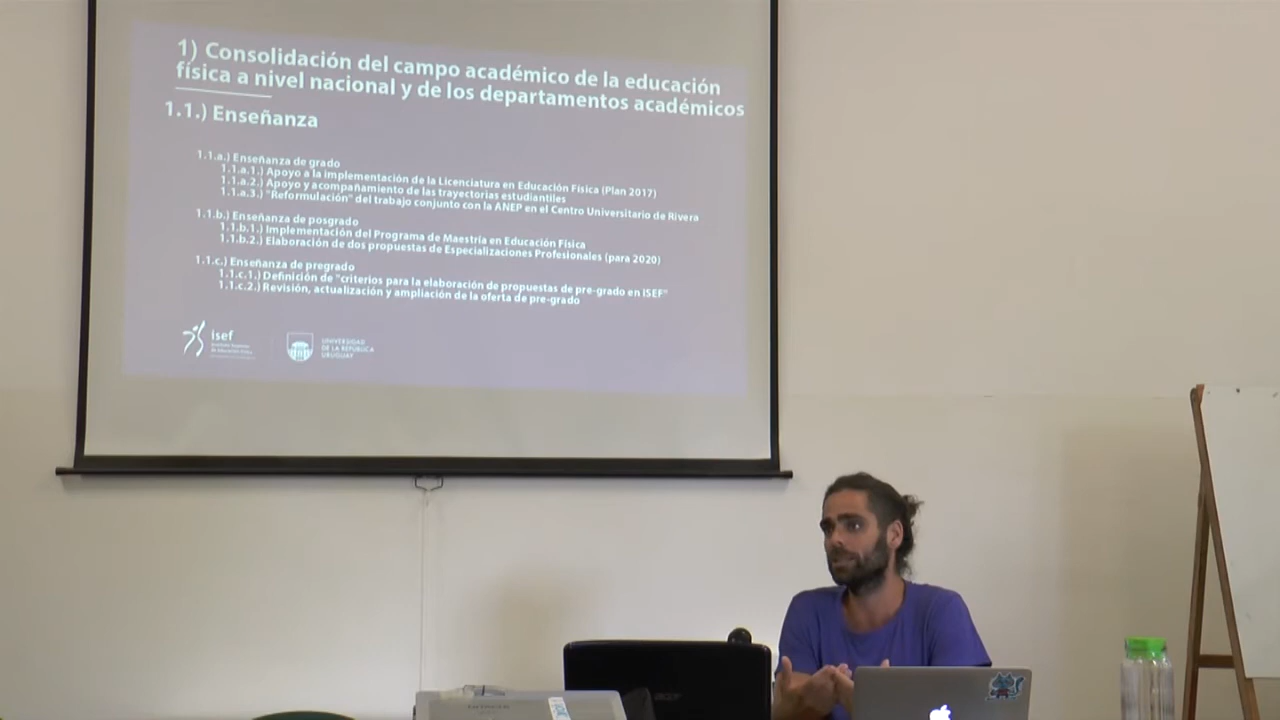 1) Consolidación del campo académico de la educación
física a nivel nacional y de los departamentos académicos
1.1.) Enseñanza
1.1.a.) Enseñanza de grado
1.1.a.1.) Apoyo a la implementación de la Licenciatura en Educación Física (Plan 2017)
1.1.a.2.) Apoyo y acompañamiento de las trayectorias estudiantiles
1.1.a.3.) "Reformulación" del trabajo conjunto con la ANEP en el Centro Universitario de Rivera
1.1.b.) Enseñanza de posgrado
1.1.b.1.) Implementación del Programa de Maestría en Educación Física
1.1.b.2.) Elaboración de dos propuestas de Especializaciones Profesionales (para 2020)
1.1.c.) Enseñanza de pregrado
1.1.c.1.) Definición de "criterios para la elaboración de propuestas de pre-grado en ISEF"
1.1.c.2.) Revisión, actualización y ampliación de la oferta de pre-grado
isef
UNIVERSIDAD
DE LA REPÚBLICA
URUGUAY
acer